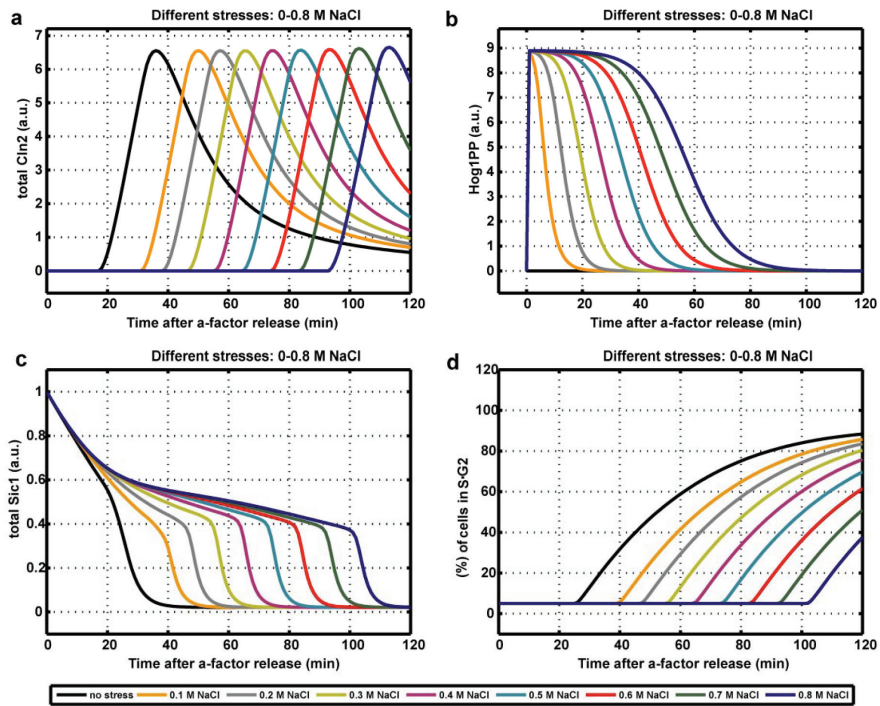 a
Different stresses: 0-0.8 M NaCl
total Cln2 (a.u.)
7
6
5
4
3
2
1
0
0 20 40 60 80 100 120
Time after a-factor release (min)
b
Different stresses: 0-0.8 M NaCl
Hog1PP (a.u.)
9
8
7
6
5
4
3
2
1
0
0 20 40 60 80 100 120
Time after a-factor release (min)
c
Different stresses: 0-0.8 M NaCl
total Sic1 (a.u.)
1
0.8
0.6
0.4
0.2
0
0 20 40 60 80 100 120
Time after a-factor release (min)
d
Different stresses: 0-0.8 M NaCl
(%) of cells in S-G2
120
100
80
60
40
20
0
0 20 40 60 80 100 120
Time after a-factor release (min)
no stress 0.1 M NaCl 0.2 M NaCl 0.3 M NaCl 0.4 M NaCl 0.5 M NaCl 0.6 M NaCl 0.7 M NaCl 0.8 M NaCl